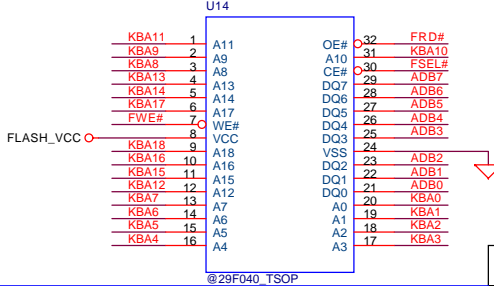 U14
KBA11 1 A11 OE# 32 FRD#
KBA9 2 A9 A10 31 KBA10
KBA8 3 A8 CE# 30 FSEL#
KBA13 4 A13 DQ7 29 ADB7
KBA14 5 A14 DQ6 28 ADB6
KBA17 6 A17 DQ5 27 ADB5
FWE# 7 WE# DQ4 26 ADB4
FLASH_VCC 8 VCC DQ3 25 ADB3
KBA18 9 A18 VSS 24
KBA16 10 A16 DQ2 23 ADB2
KBA15 11 A15 DQ1 22 ADB1
KBA12 12 A12 DQ0 21 ADB0
KBA7 13 A7 A0 20 KBA0
KBA6 14 A6 A1 19 KBA1
KBA5 15 A5 A2 18 KBA2
KBA4 16 A4 A3 17 KBA3
@29F040_TSOP